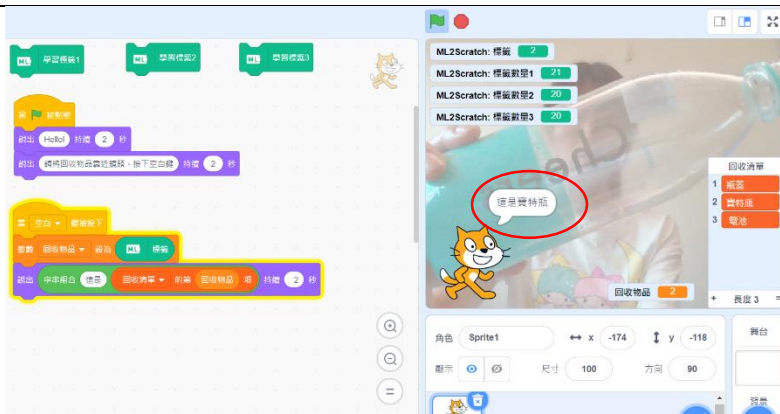 ML 學習標籤1
ML 學習標籤2
ML 學習標籤3
當 被點擊
說出 Hello! 持續 2 秒
說出 請將回收物品靠近鏡頭，按下空白鍵 持續 2 秒
當 空白 鍵被按下
變數 回收物品 設為 ML 標籤
說出 字串組合 這是 回收清單 的第 回收物品 項 持續 2 秒
ML2Scratch: 標籤 2
ML2Scratch: 標籤數量1 21
ML2Scratch: 標籤數量2 20
ML2Scratch: 標籤數量3 20
這是寶特瓶
回收清單
1 瓶蓋
2 寶特瓶
3 電池
+ 長度 3 =
回收物品 2
角色 Sprite1 x -174 y -118
顯示 尺寸 100 方向 90
舞台
背景